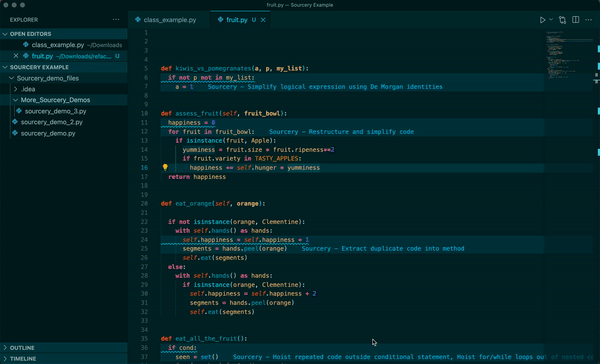 fruit.py — Sourcery Example
EXPLORER
OPEN EDITORS
class_example.py ~/Downloads
fruit.py ~/Downloads/refac... U
SOURCERY EXAMPLE
Sourcery_demo_files
.idea
More_Sourcery_Demos
sourcery_demo_3.py
sourcery_demo_2.py
sourcery_demo.py
OUTLINE
TIMELINE
class_example.py
fruit.py U
1
2
3
4
5 def kiwis_vs_pomegranates(a, p, my_list):
6 if not p not in my_list:
7 a = 1 Sourcery - Simplify logical expression using De Morgan identities
8
9
10 def assess_fruit(self, fruit_bowl):
11 happiness = 0
12 for fruit in fruit_bowl: Sourcery - Restructure and simplify code
13 if isinstance(fruit, Apple):
14 yumminess = fruit.size * fruit.ripeness**2
15 if fruit.variety in TASTY_APPLES:
16 happiness += self.hunger * yumminess
17 return happiness
18
19
20 def eat_orange(self, orange):
21
22 if not isinstance(orange, Clementine):
23 with self.hands() as hands:
24 self.happiness = self.happiness + 1
25 segments = hands.peel(orange) Sourcery - Extract duplicate code into method
26 self.eat(segments)
27 else:
28 with self.hands() as hands:
29 if isinstance(orange, Clementine):
30 self.happiness = self.happiness + 2
31 segments = hands.peel(orange)
32 self.eat(segments)
33
34
35 def eat_all_the_fruit():
36 if cond:
37 seen = set() Sourcery - Hoist repeated code outside conditional statement, Hoist for/while loops out of nested